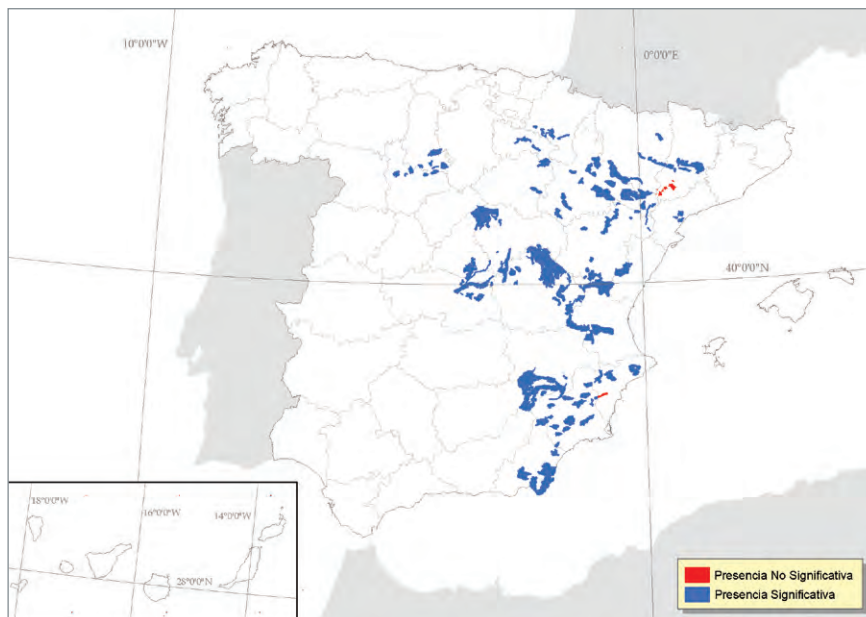 10°0'0"W
0°0'0"E
40°0'0"N
18°0'0"W
16°0'0"W
14°0'0"W
28°0'0"N
Presencia No Significativa
Presencia Significativa